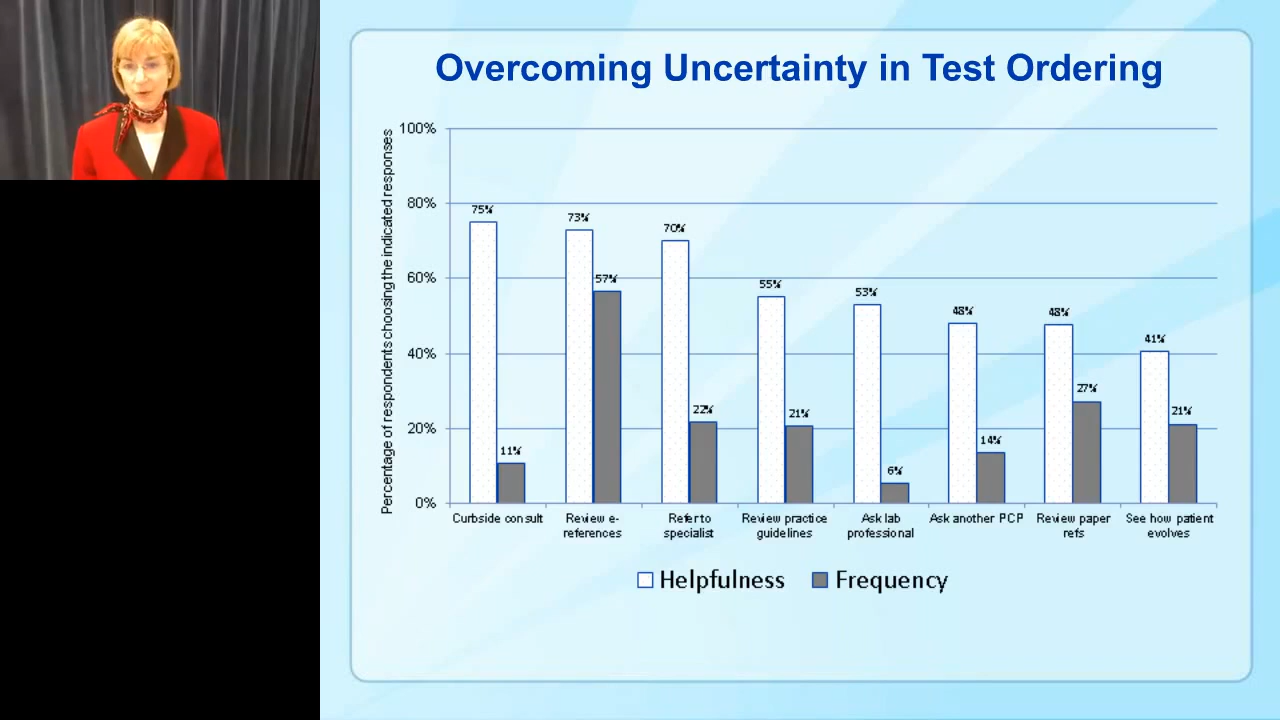 Overcoming Uncertainty in Test Ordering
Percentage of respondents choosing the indicated responses
100%
80%
60%
40%
20%
0%
75%
11%
73%
57%
70%
22%
55%
21%
53%
6%
48%
14%
48%
27%
41%
21%
Curbside consult
Review e-
references
Refer to
specialist
Review practice
guidelines
Ask lab
professional
Ask another PCP
Review paper
refs
See how patient
evolves
Helpfulness
Frequency